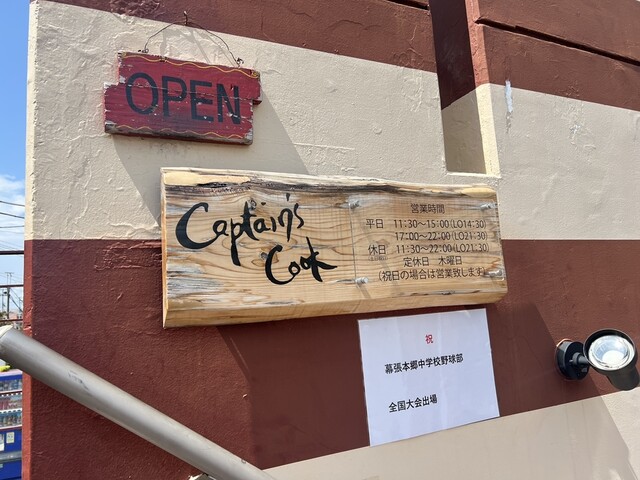 OPEN
Captain's
Cook
営業時間
平日 11:30～15:00(LO14:30)
17:00～22:00(LO21:30)
休日 11:30～22:00(LO21:30)
定休日 木曜日
(祝日の場合は営業致します)
祝
幕張本郷中学校野球部
全国大会出場